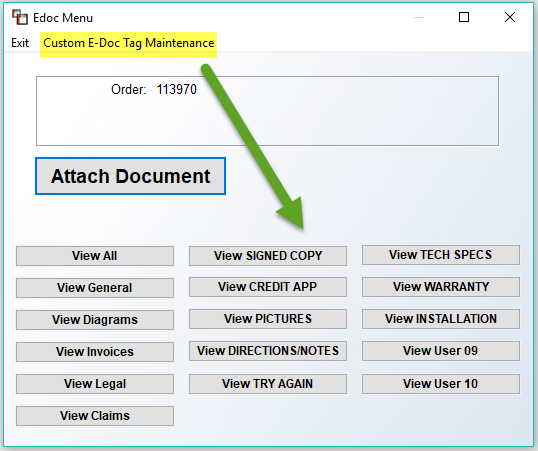 Edoc Menu
Exit Custom E-Doc Tag Maintenance
Order: 113970
Attach Document
View All View SIGNED COPY View TECH SPECS
View General View CREDIT APP View WARRANTY
View Diagrams View PICTURES View INSTALLATION
View Invoices View DIRECTIONS/NOTES View User 09
View Legal View TRY AGAIN View User 10
View Claims